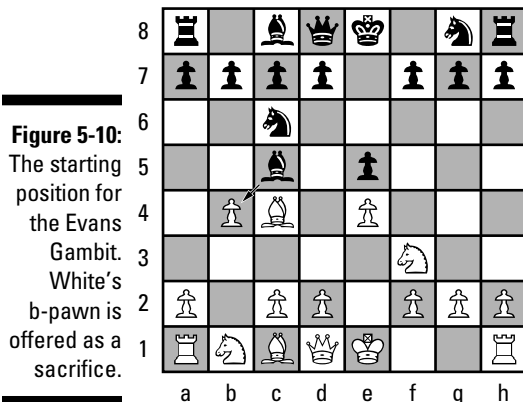 Figure 5-10:
The starting
position for
the Evans
Gambit.
White's
b-pawn is
offered as a
sacrifice.
8
7
6
5
4
3
2
1
a b c d e f g h